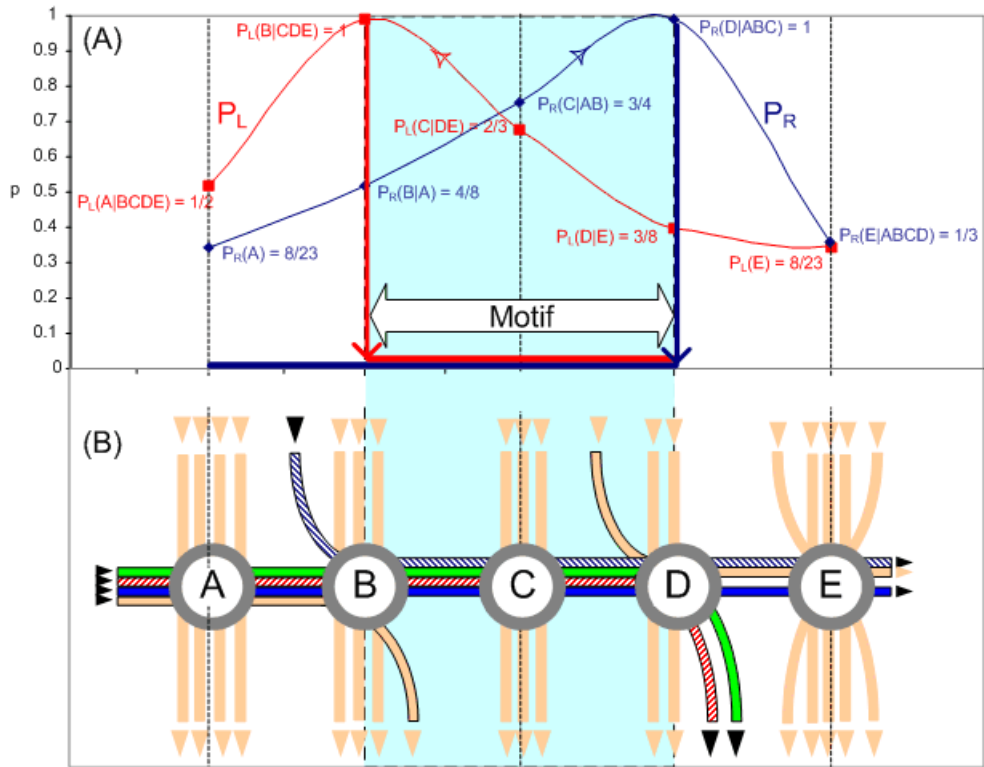 (A)
1
0.9
0.8
0.7
0.6
0.5
0.4
0.3
0.2
0.1
0
p
P_L(B|CDE) = 1
P_R(D|ABC) = 1
P_L
P_R
P_R(C|AB) = 3/4
P_L(C|DE) = 2/3
P_L(A|BCDE) = 1/2
P_R(B|A) = 4/8
P_L(D|E) = 3/8
P_R(E|ABCD) = 1/3
P_R(A) = 8/23
P_L(E) = 8/23
Motif
(B)
A B C D E